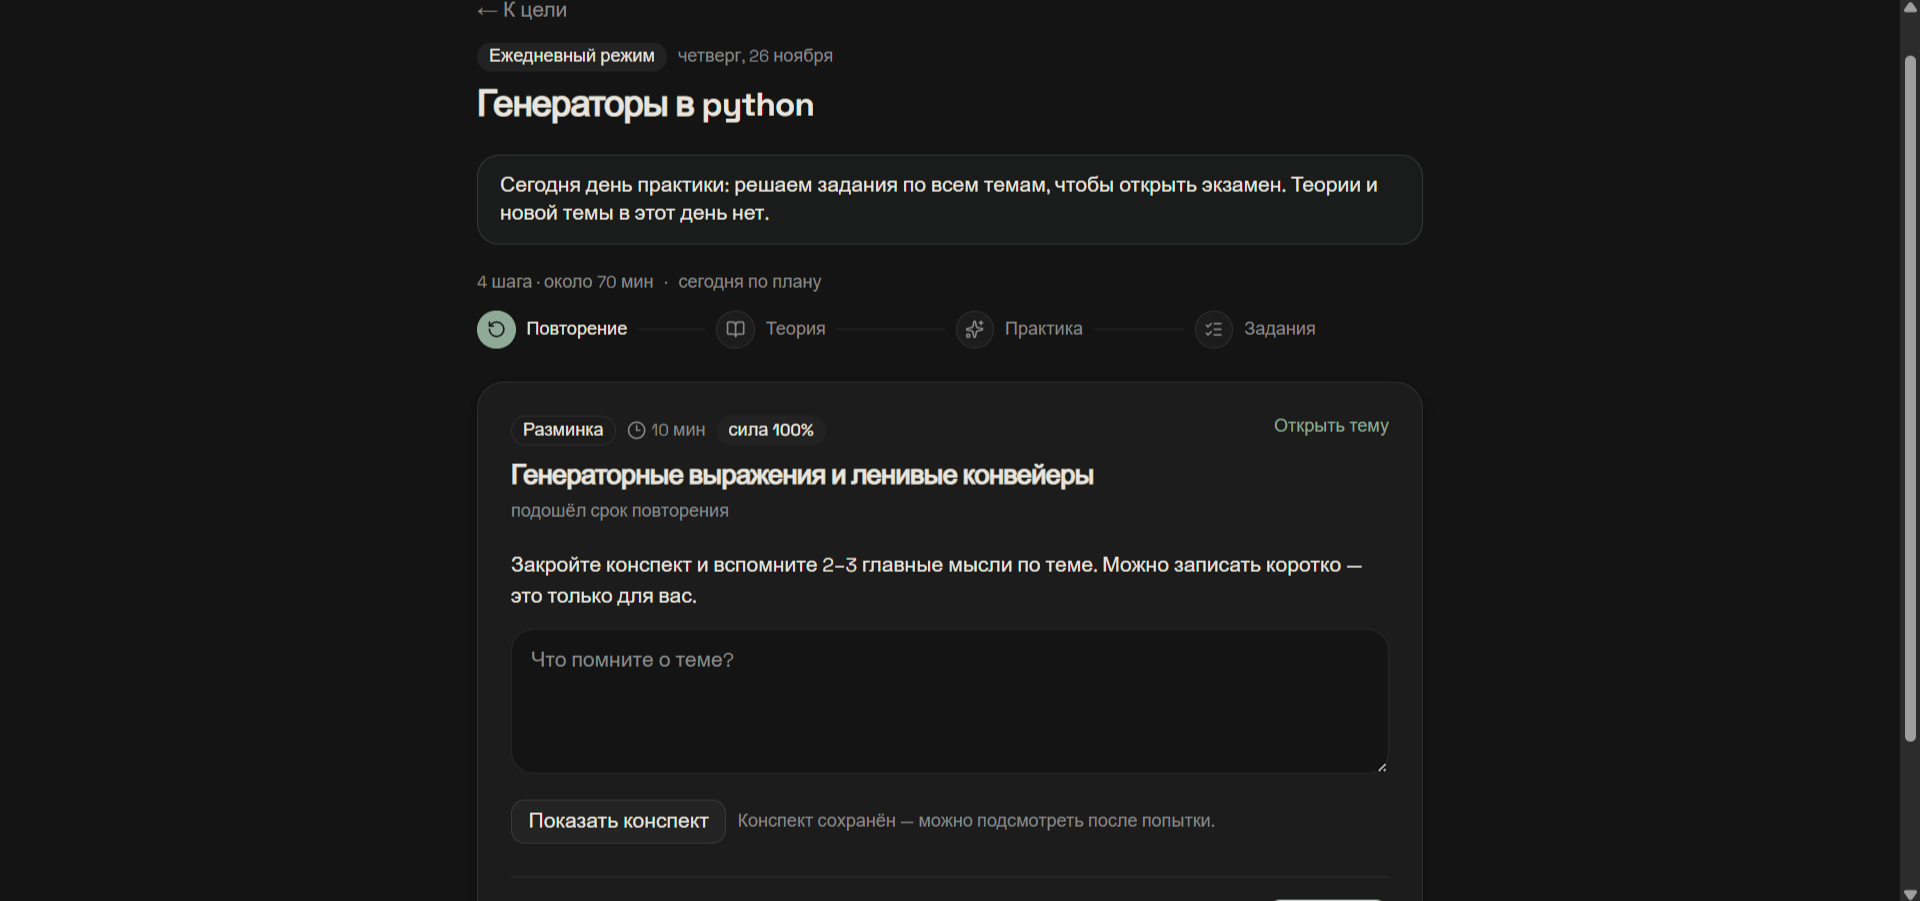 ← К цели
Ежедневный режим четверг, 26 ноября
Генераторы в python
Сегодня день практики: решаем задания по всем темам, чтобы открыть экзамен. Теории и
новой темы в этот день нет.
4 шага · около 70 мин · сегодня по плану
Повторение Теория Практика Задания
Разминка 10 мин сила 100% Открыть тему
Генераторные выражения и ленивые конвейеры
подошёл срок повторения
Закройте конспект и вспомните 2–3 главные мысли по теме. Можно записать коротко —
это только для вас.
Что помните о теме?
Показать конспект Конспект сохранён — можно подсмотреть после попытки.